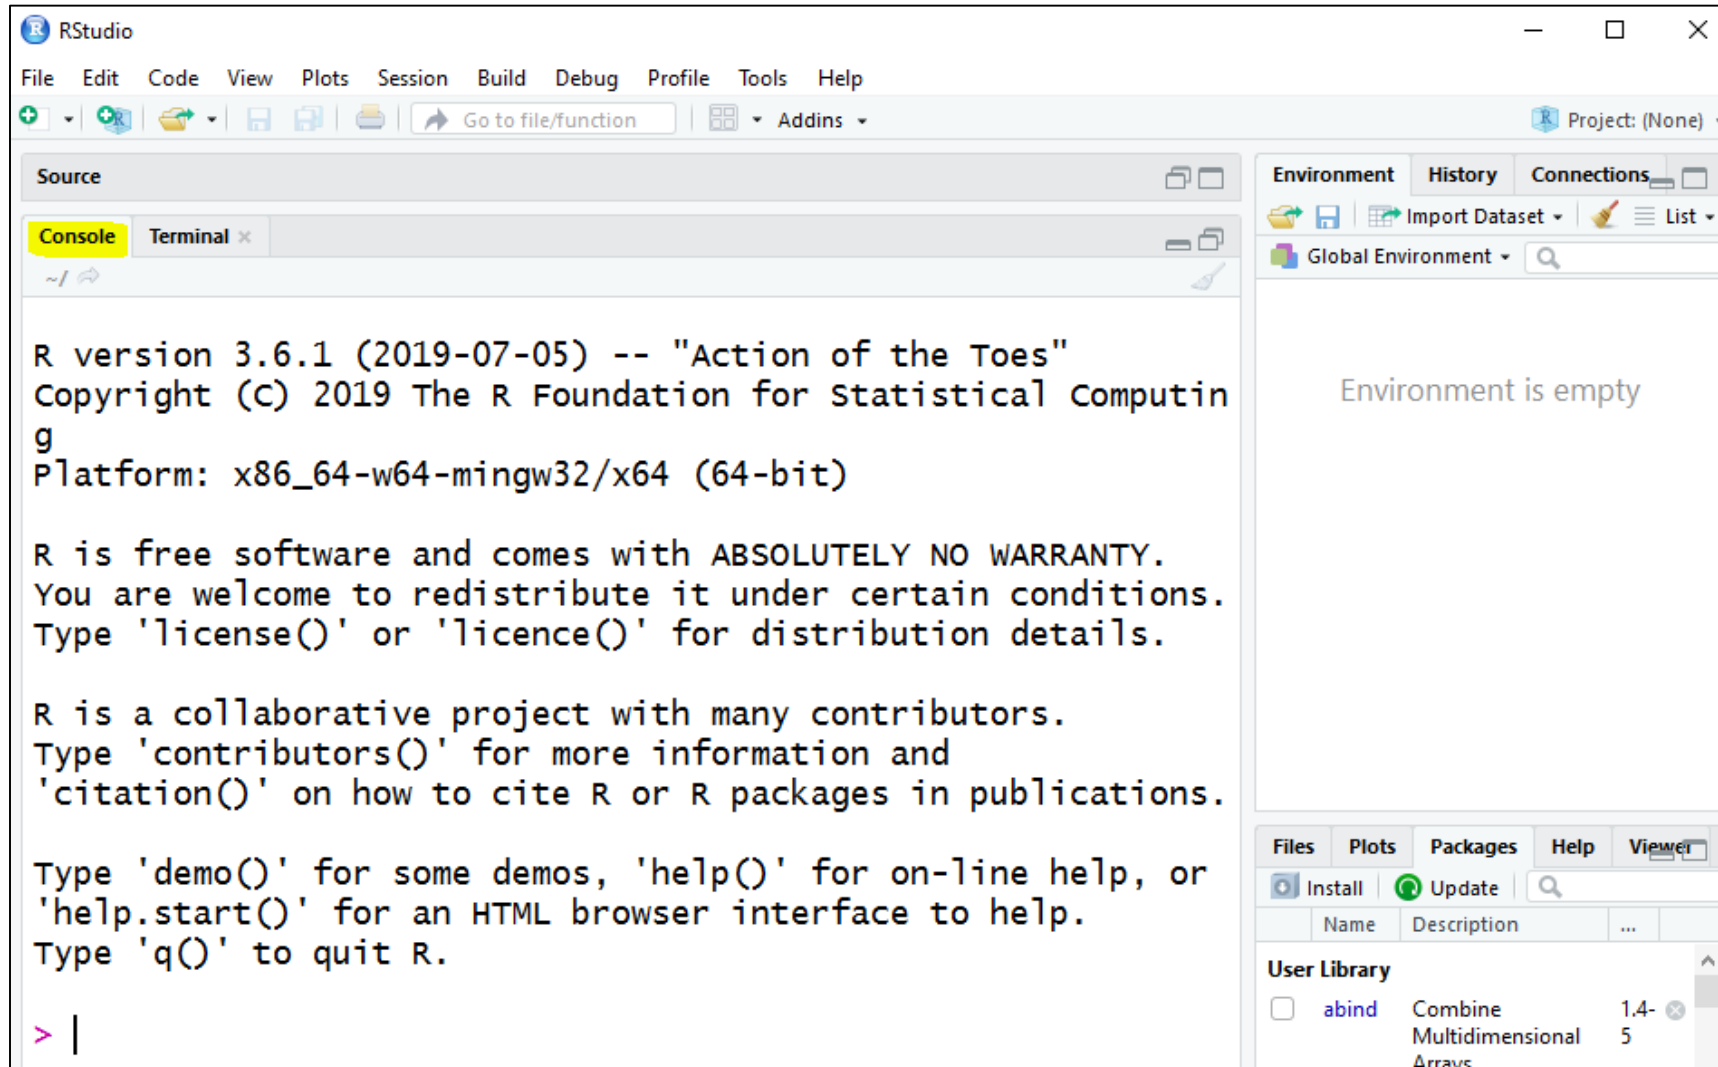 RStudio
File Edit Code View Plots Session Build Debug Profile Tools Help
Go to file/function Addins Project: (None)
Source
Console Terminal
~/
R version 3.6.1 (2019-07-05) -- "Action of the Toes"
Copyright (C) 2019 The R Foundation for Statistical Computin
g
Platform: x86_64-w64-mingw32/x64 (64-bit)
R is free software and comes with ABSOLUTELY NO WARRANTY.
You are welcome to redistribute it under certain conditions.
Type 'license()' or 'licence()' for distribution details.
R is a collaborative project with many contributors.
Type 'contributors()' for more information and
'citation()' on how to cite R or R packages in publications.
Type 'demo()' for some demos, 'help()' for on-line help, or
'help.start()' for an HTML browser interface to help.
Type 'q()' to quit R.
>
Environment History Connections
Import Dataset List
Global Environment
Environment is empty
Files Plots Packages Help Viewer
Install Update
Name Description ...
User Library
abind Combine 1.4-
Multidimensional 5
Arrays